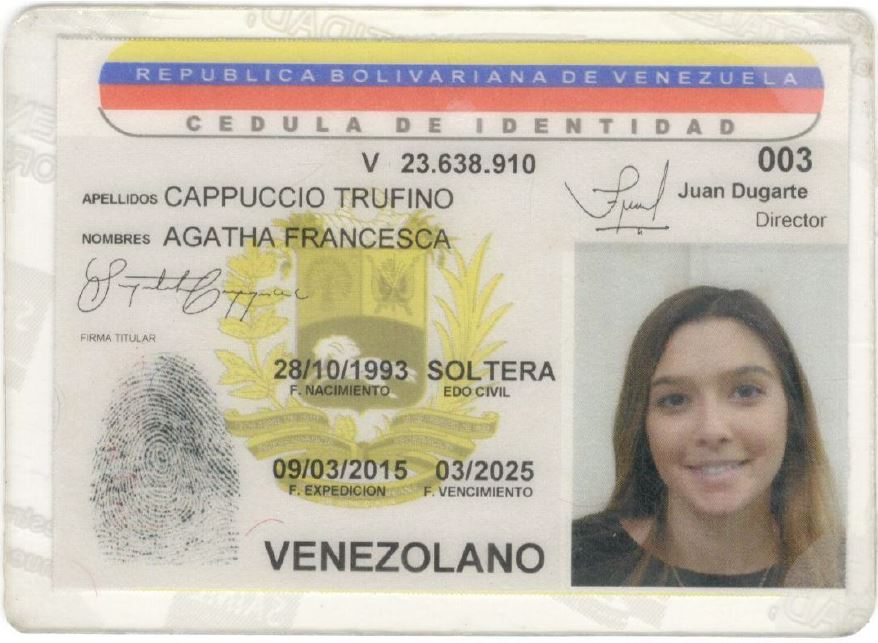 REPUBLICA BOLIVARIANA DE VENEZUELA
CEDULA DE IDENTIDAD
V 23.638.910
003
Juan Dugarte
Director
APELLIDOS CAPPUCCIO TRUFINO
NOMBRES AGATHA FRANCESCA
FIRMA TITULAR
28/10/1993 SOLTERA
F. NACIMIENTO EDO CIVIL
09/03/2015 03/2025
F. EXPEDICION F. VENCIMIENTO
VENEZOLANO